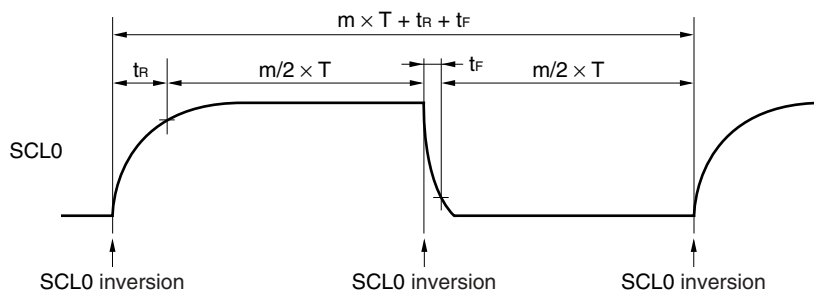 m × T + tR + tF
tR
m/2 × T
tF
m/2 × T
SCL0
SCL0 inversion
SCL0 inversion
SCL0 inversion